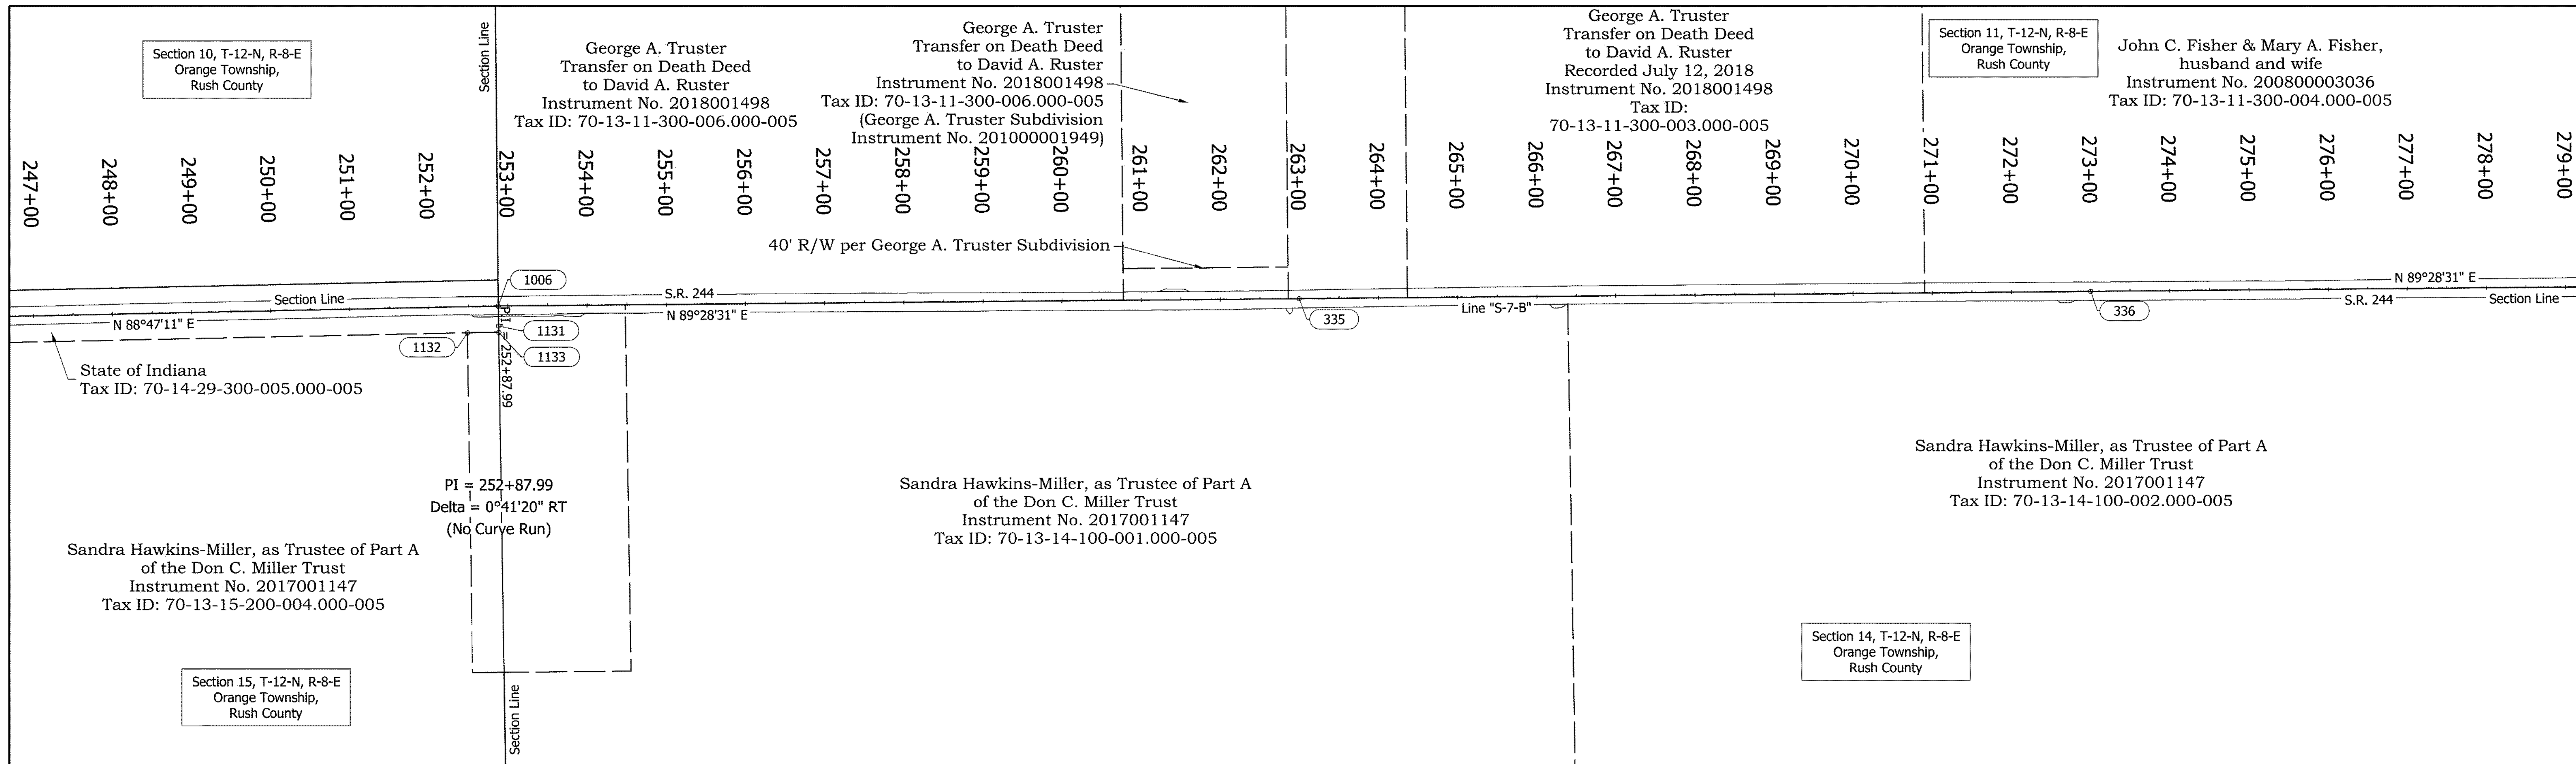 Section 10, T-12-N, R-8-E
Orange Township,
Rush County
Section Line
George A. Truster
Transfer on Death Deed
to David A. Ruster
Instrument No. 2018001498
Tax ID: 70-13-11-300-006.000-005
George A. Truster
Transfer on Death Deed
to David A. Ruster
Instrument No. 2018001498
Tax ID: 70-13-11-300-006.000-005
(George A. Truster Subdivision
Instrument No. 201000001949)
George A. Truster
Transfer on Death Deed
to David A. Ruster
Recorded July 12, 2018
Instrument No. 2018001498
Tax ID:
70-13-11-300-003.000-005
Section 11, T-12-N, R-8-E
Orange Township,
Rush County
John C. Fisher & Mary A. Fisher,
husband and wife
Instrument No. 200800003036
Tax ID: 70-13-11-300-004.000-005
247+00
248+00
249+00
250+00
251+00
252+00
253+00
254+00
255+00
256+00
257+00
258+00
259+00
260+00
261+00
262+00
263+00
264+00
265+00
266+00
267+00
268+00
269+00
270+00
271+00
272+00
273+00
274+00
275+00
276+00
277+00
278+00
279+00
40' R/W per George A. Truster Subdivision
1006
Section Line
S.R. 244
N 89°28'31" E
N 88°47'11" E
N 89°28'31" E
Line "S-7-B"
S.R. 244
Section Line
1131
1132
1133
335
336
PI = 252+87.99
State of Indiana
Tax ID: 70-14-29-300-005.000-005
PI = 252+87.99
Delta = 0°41'20" RT
(No Curve Run)
Sandra Hawkins-Miller, as Trustee of Part A
of the Don C. Miller Trust
Instrument No. 2017001147
Tax ID: 70-13-15-200-004.000-005
Sandra Hawkins-Miller, as Trustee of Part A
of the Don C. Miller Trust
Instrument No. 2017001147
Tax ID: 70-13-14-100-001.000-005
Sandra Hawkins-Miller, as Trustee of Part A
of the Don C. Miller Trust
Instrument No. 2017001147
Tax ID: 70-13-14-100-002.000-005
Section 15, T-12-N, R-8-E
Orange Township,
Rush County
Section Line
Section 14, T-12-N, R-8-E
Orange Township,
Rush County